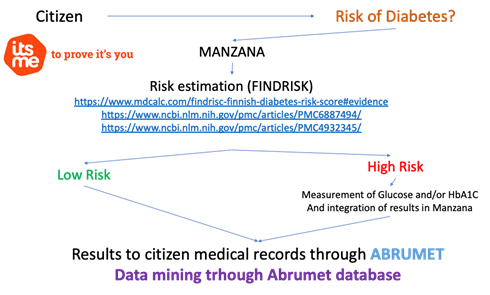 Citizen
Risk of Diabetes?
itsme
to prove it's you
MANZANA
Risk estimation (FINDRISK)
https://www.mdcalc.com/findrisc-finnish-diabetes-risk-score#evidence
https://www.ncbi.nlm.nih.gov/pmc/articles/PMC6887494/
https://www.ncbi.nlm.nih.gov/pmc/articles/PMC4932345/
Low Risk
High Risk
Measurement of Glucose and/or HbA1C
And integration of results in Manzana
Results to citizen medical records through ABRUMET
Data mining trhough Abrumet database